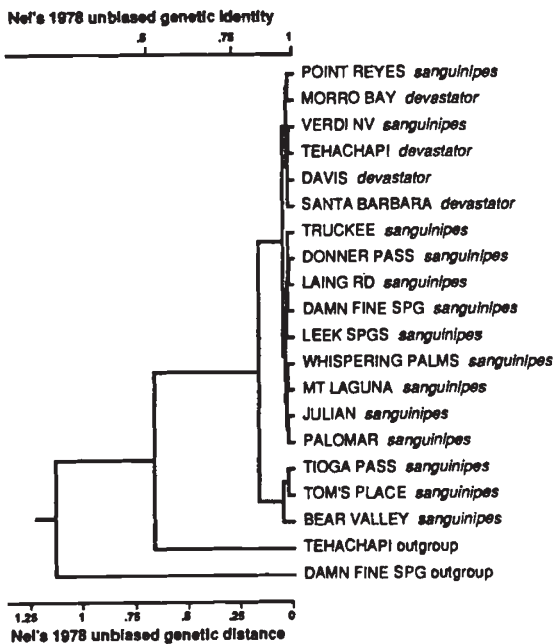 Nei's 1978 unbiased genetic identity
.5 .75 1
POINT REYES sanguinipes
MORRO BAY devastator
VERDI NV sanguinipes
TEHACHAPI devastator
DAVIS devastator
SANTA BARBARA devastator
TRUCKEE sanguinipes
DONNER PASS sanguinipes
LAING RD sanguinipes
DAMN FINE SPG sanguinipes
LEEK SPGS sanguinipes
WHISPERING PALMS sanguinipes
MT LAGUNA sanguinipes
JULIAN sanguinipes
PALOMAR sanguinipes
TIOGA PASS sanguinipes
TOM'S PLACE sanguinipes
BEAR VALLEY sanguinipes
TEHACHAPI outgroup
DAMN FINE SPG outgroup
1.25 1 .75 .5 .25 0
Nei's 1978 unbiased genetic distance